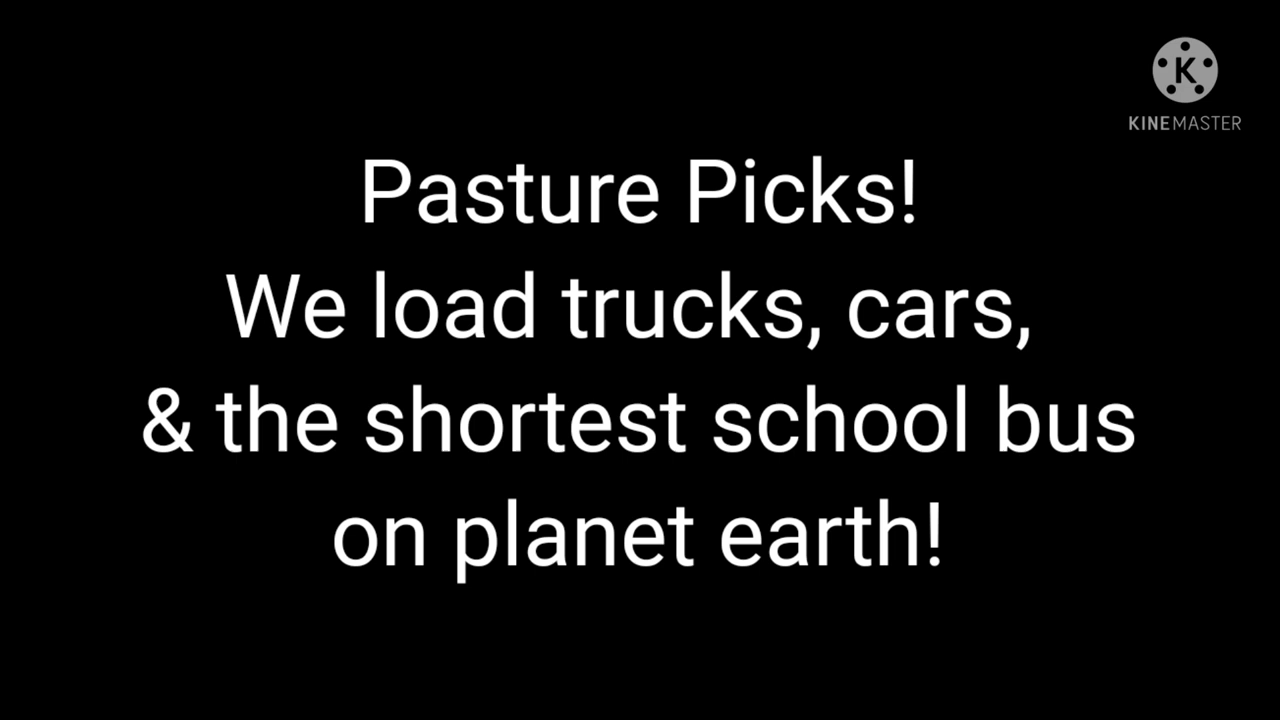 K
KINEMASTER
Pasture Picks!
We load trucks, cars,
& the shortest school bus
on planet earth!